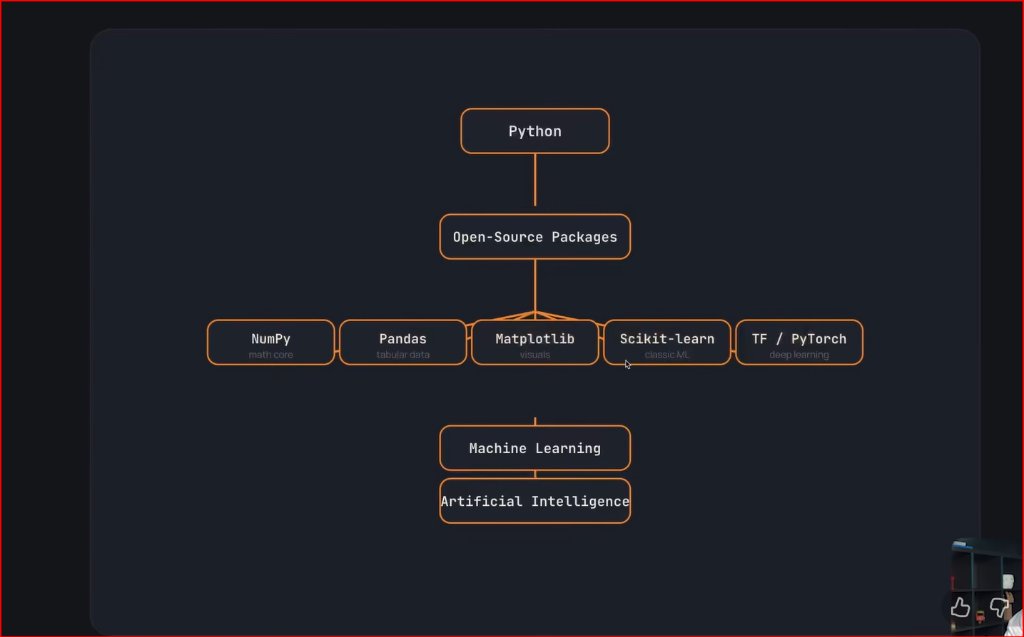 Python
Open-Source Packages
NumPy
math core
Pandas
tabular data
Matplotlib
visuals
Scikit-learn
classic ML
TF / PyTorch
deep learning
Machine Learning
Artificial Intelligence